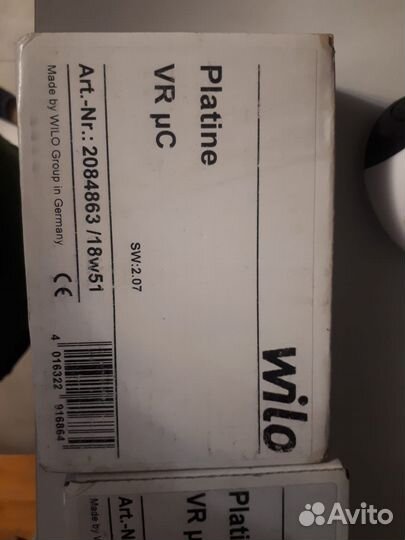 wilo
Platine
VR µC
SW:2.07
Art.-Nr.: 2084863 /18w51
Made by WILO Group in Germany
CE
4 016322 916864
Platine
VR µ
Art.-N
Made by W
Avito